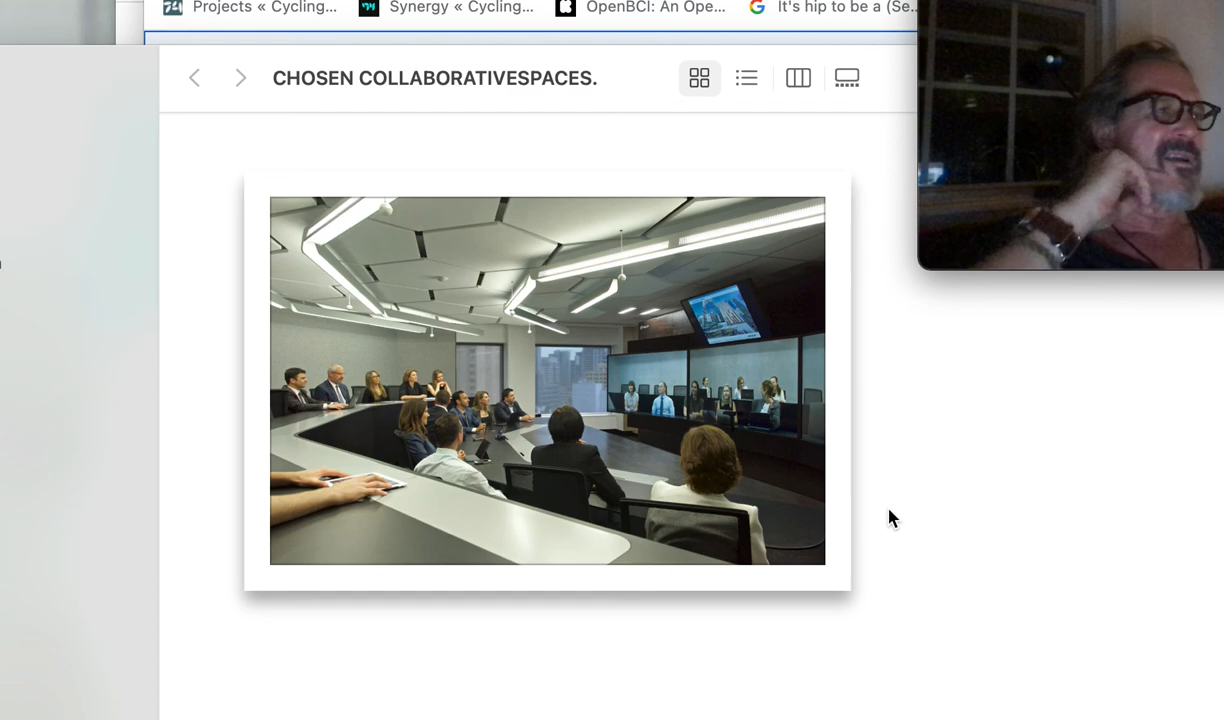 Projects « Cycling... Synergy « Cycling... OpenBCI: An Ope... It's hip to be a (Se...
CHOSEN COLLABORATIVESPACES.